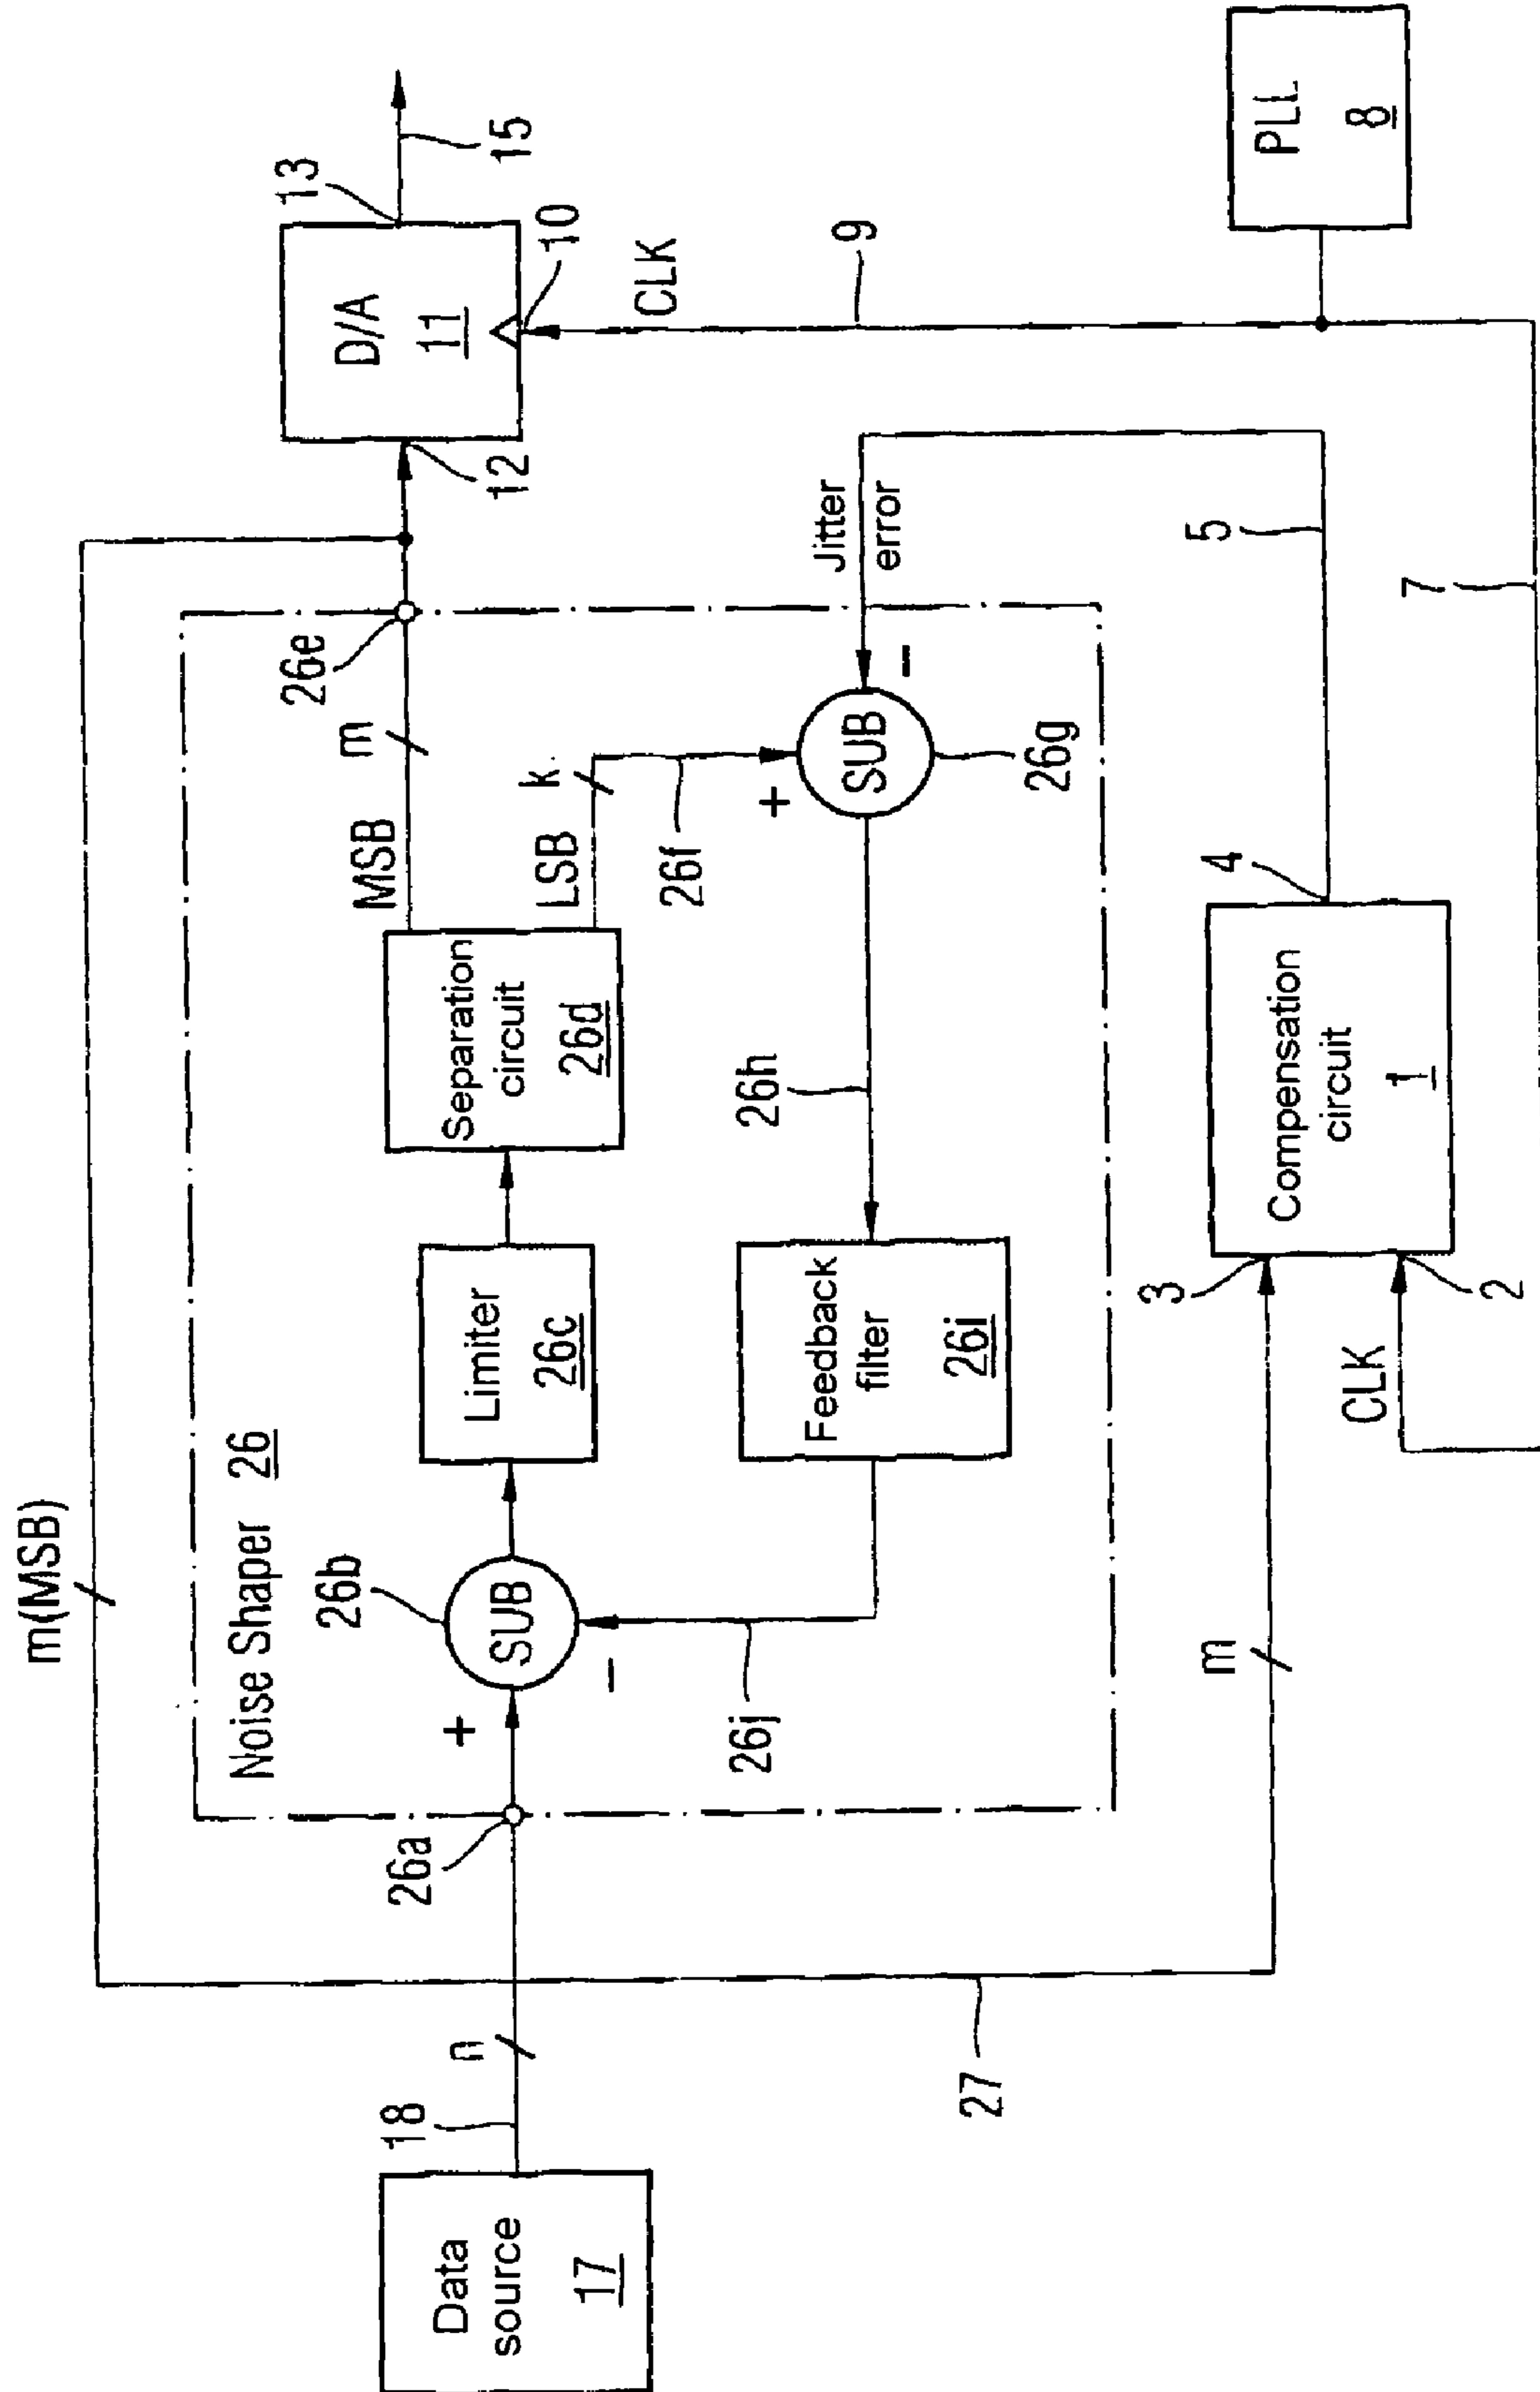 m(MSB)
Noise Shaper 26
26e
13
15
D/A
11
10
12
CLK
9
PLL
8
MSB
m
LSB
k
26f
Separation
circuit
26d
Limiter
26c
26b
SUB
+
−
26a
26j
Feedback
filter
26i
26h
SUB
+
−
26g
Jitter
error
5
7
4
Compensation
circuit
1
3
2
CLK
m
27
n
18
Data
source
17